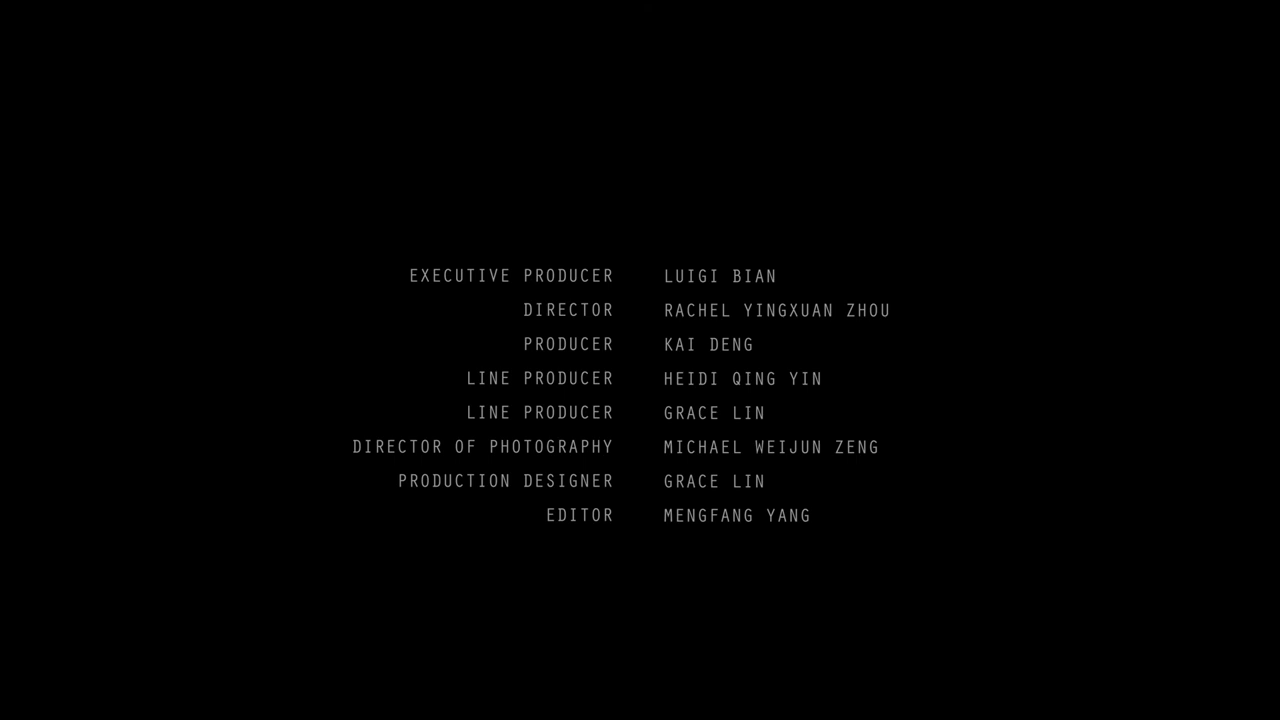 EXECUTIVE PRODUCER LUIGI BIAN
DIRECTOR RACHEL YINGXUAN ZHOU
PRODUCER KAI DENG
LINE PRODUCER HEIDI QING YIN
LINE PRODUCER GRACE LIN
DIRECTOR OF PHOTOGRAPHY MICHAEL WEIJUN ZENG
PRODUCTION DESIGNER GRACE LIN
EDITOR MENGFANG YANG